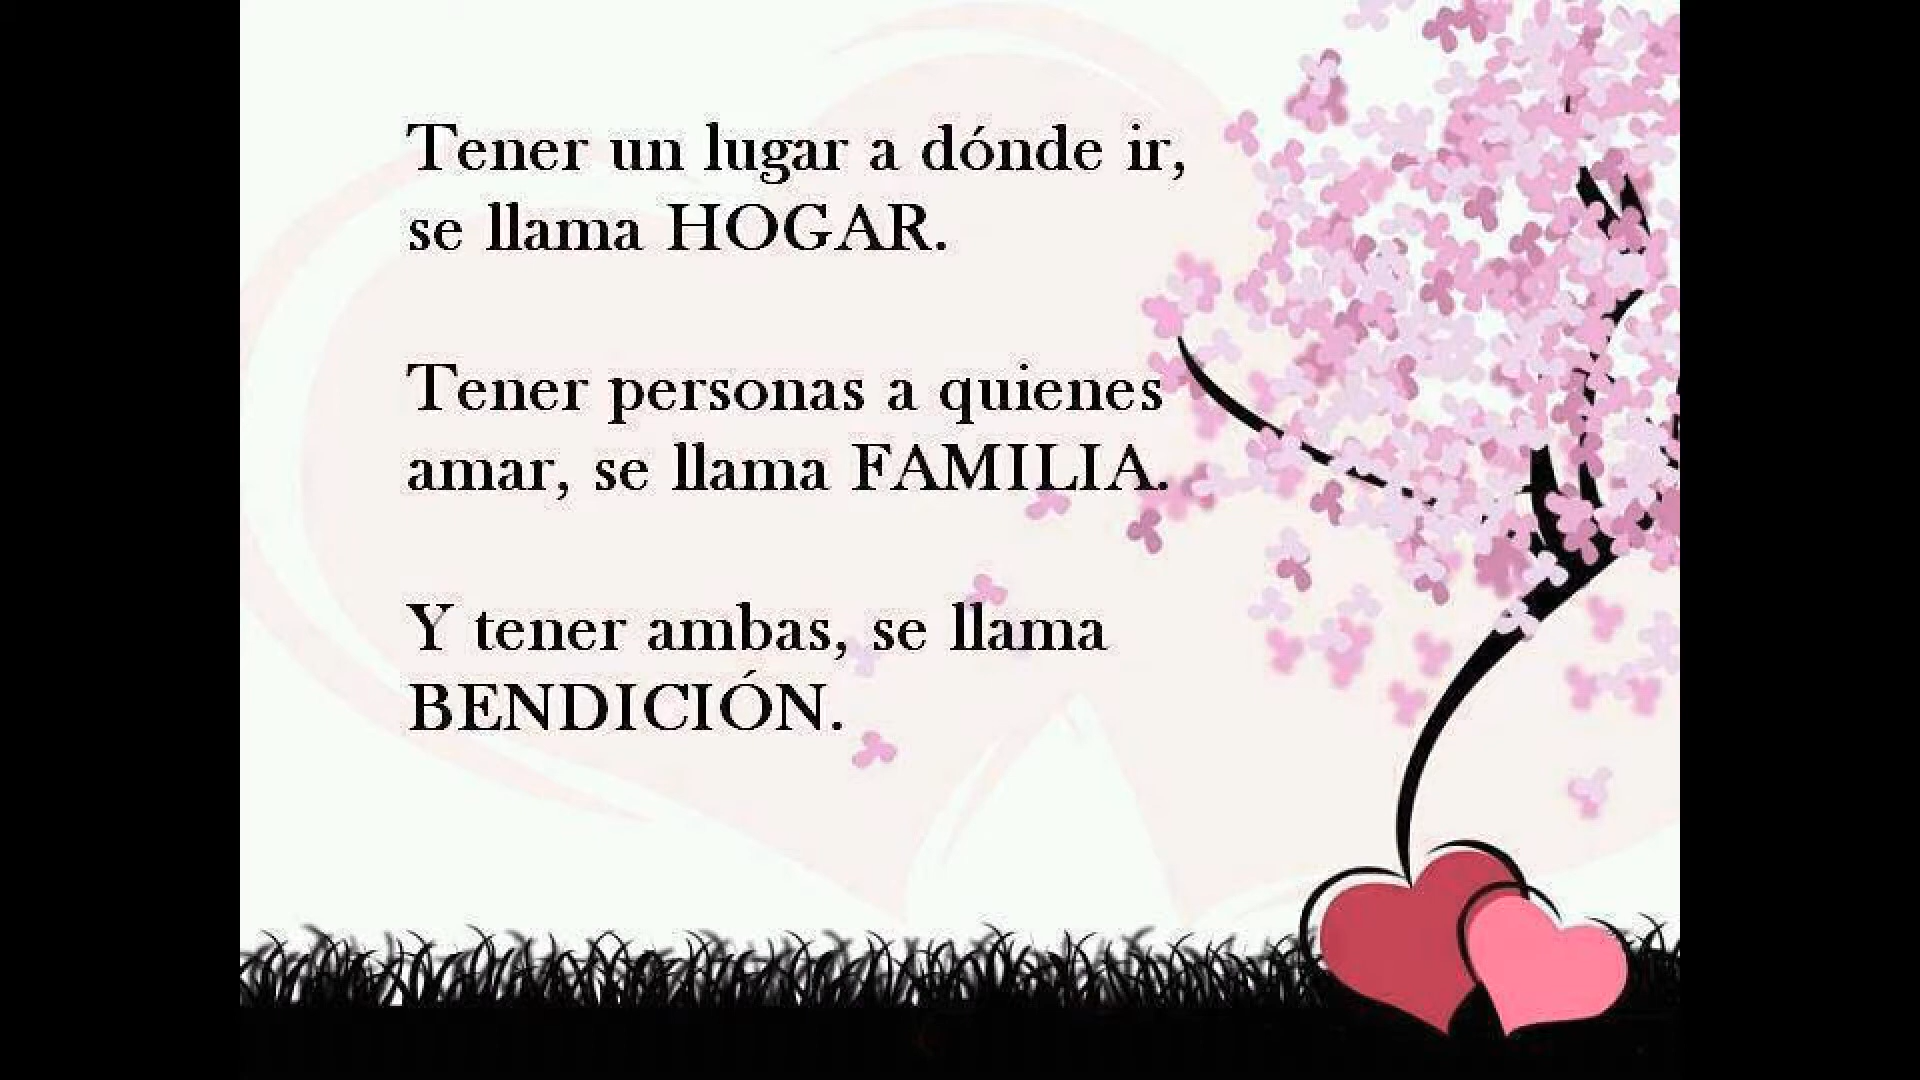 Tener un lugar a dónde ir,
se llama HOGAR.
Tener personas a quienes
amar, se llama FAMILIA.
Y tener ambas, se llama
BENDICIÓN.